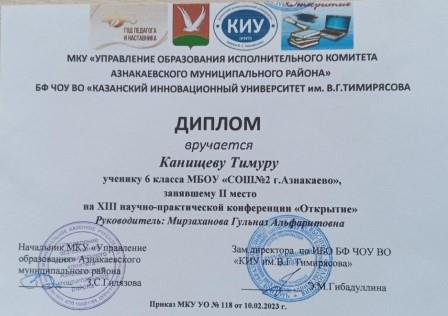 ГОД ПЕДАГОГА
И НАСТАВНИКА
КИУ
Открытие
МКУ «УПРАВЛЕНИЕ ОБРАЗОВАНИЯ ИСПОЛНИТЕЛЬНОГО КОМИТЕТА
АЗНАКАЕВСКОГО МУНИЦИПАЛЬНОГО РАЙОНА»
БФ ЧОУ ВО «КАЗАНСКИЙ ИННОВАЦИОННЫЙ УНИВЕРСИТЕТ им. В.Г.ТИМИРЯСОВА
ДИПЛОМ
вручается
Канищеву Тимуру
ученику 6 класса МБОУ «СОШ№2 г.Азнакаево»,
занявшему II место
на XIII научно-практической конференции «Открытие»
Руководитель: Мирзаханова Гульназ Альфаритовна
Начальник МКУ «Управление
образования» Азнакаевского
муниципального района
З.С.Гилязова
Зам.директора по ИБО БФ ЧОУ ВО
«КИУ им.В.Г.Тимирясова»
Э.М.Гибадуллина
Приказ МКУ УО № 118 от 10.02.2023 г.